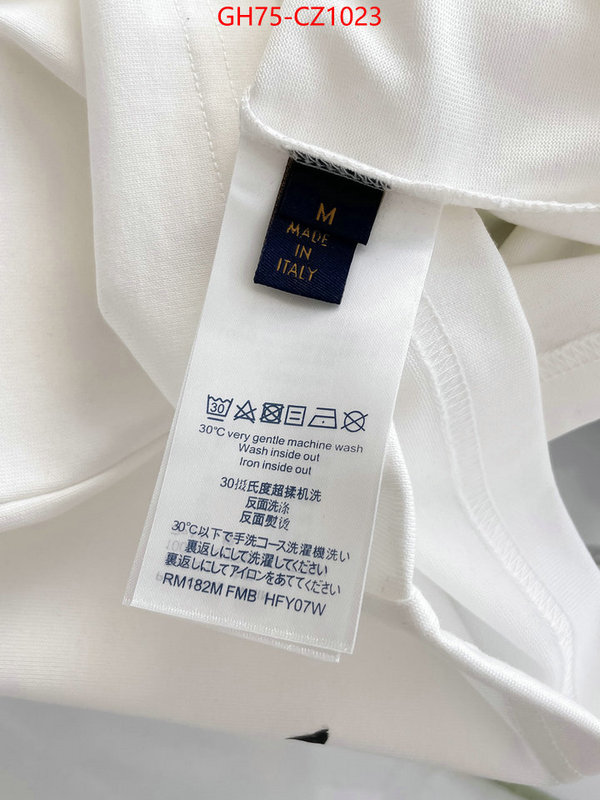 GH75-CZ1023
M
MADE
IN
ITALY
30
30℃ very gentle machine wash
Wash inside out
Iron inside out
30摄氏度超揉机洗
反面洗涤
反面熨烫
30℃以下で手洗コース洗濯機洗い
裏返しにして洗濯してください
裏返しにしてアイロンをあててください
RM182M FMB HFY07W